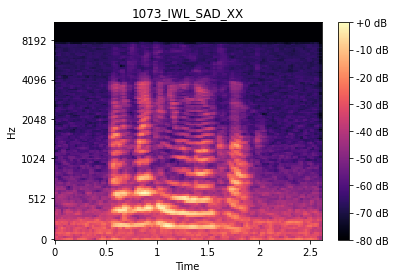 1073_IWL_SAD_XX
8192
4096
2048
1024
512
0
Hz
0
0.5
1
1.5
2
2.5
Time
+0 dB
-10 dB
-20 dB
-30 dB
-40 dB
-50 dB
-60 dB
-70 dB
-80 dB